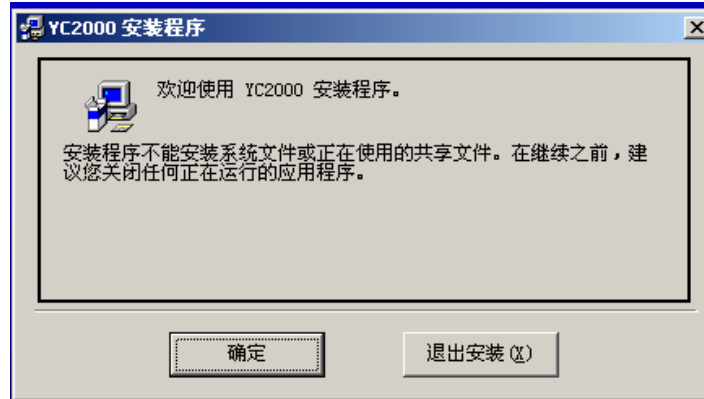 YC2000 安装程序
欢迎使用 YC2000 安装程序。
安装程序不能安装系统文件或正在使用的共享文件。在继续之前，建
议您关闭任何正在运行的应用程序。
确定
退出安装(X)